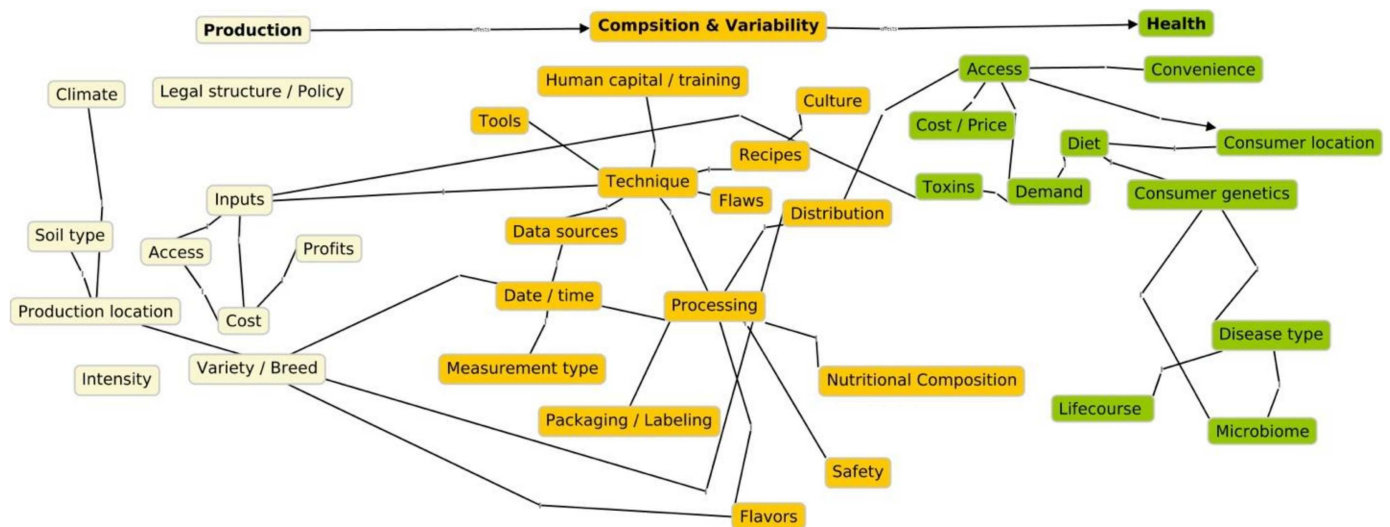 Production
effects
Compsition & Variability
effects
Health
Climate
Legal structure / Policy
Human capital / training
Access
Convenience
Tools
Culture
Cost / Price
Recipes
Diet
Consumer location
Technique
Toxins
Demand
Consumer genetics
Inputs
Flaws
Distribution
Soil type
Access
Profits
Data sources
Production location
Cost
Date / time
Processing
Variety / Breed
Intensity
Measurement type
Nutritional Composition
Disease type
Packaging / Labeling
Lifecourse
Microbiome
Safety
Flavors